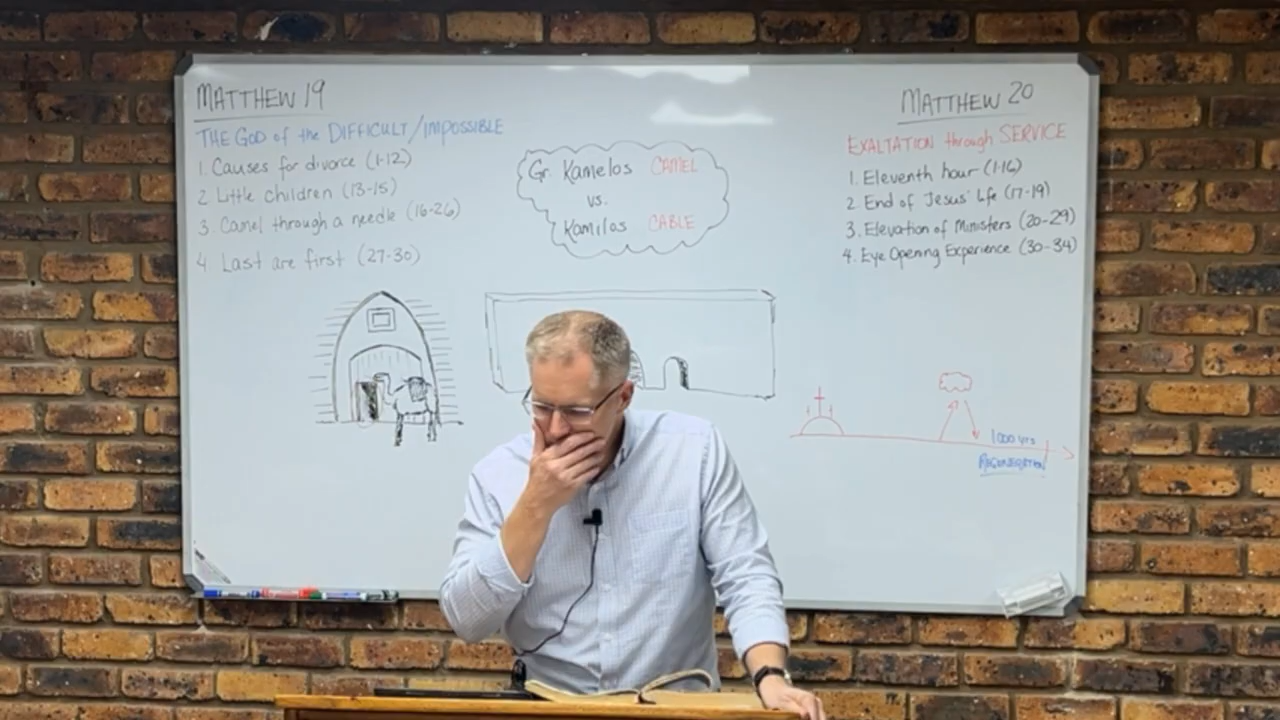 MATTHEW 19
THE GOD of the DIFFICULT/IMPOSSIBLE
1. Causes for divorce (1-12)
2. Little children (13-15)
3. Camel through a needle (16-26)
4. Last are first (27-30)
Gr. Kamelos CAMEL
vs.
Kamilos CABLE
MATTHEW 20
EXALTATION through SERVICE
1. Eleventh hour (1-16)
2. End of Jesus' life (17-19)
3. Elevation of Ministers (20-29)
4. Eye Opening Experience (30-34)
1000 yrs
REGENERATION